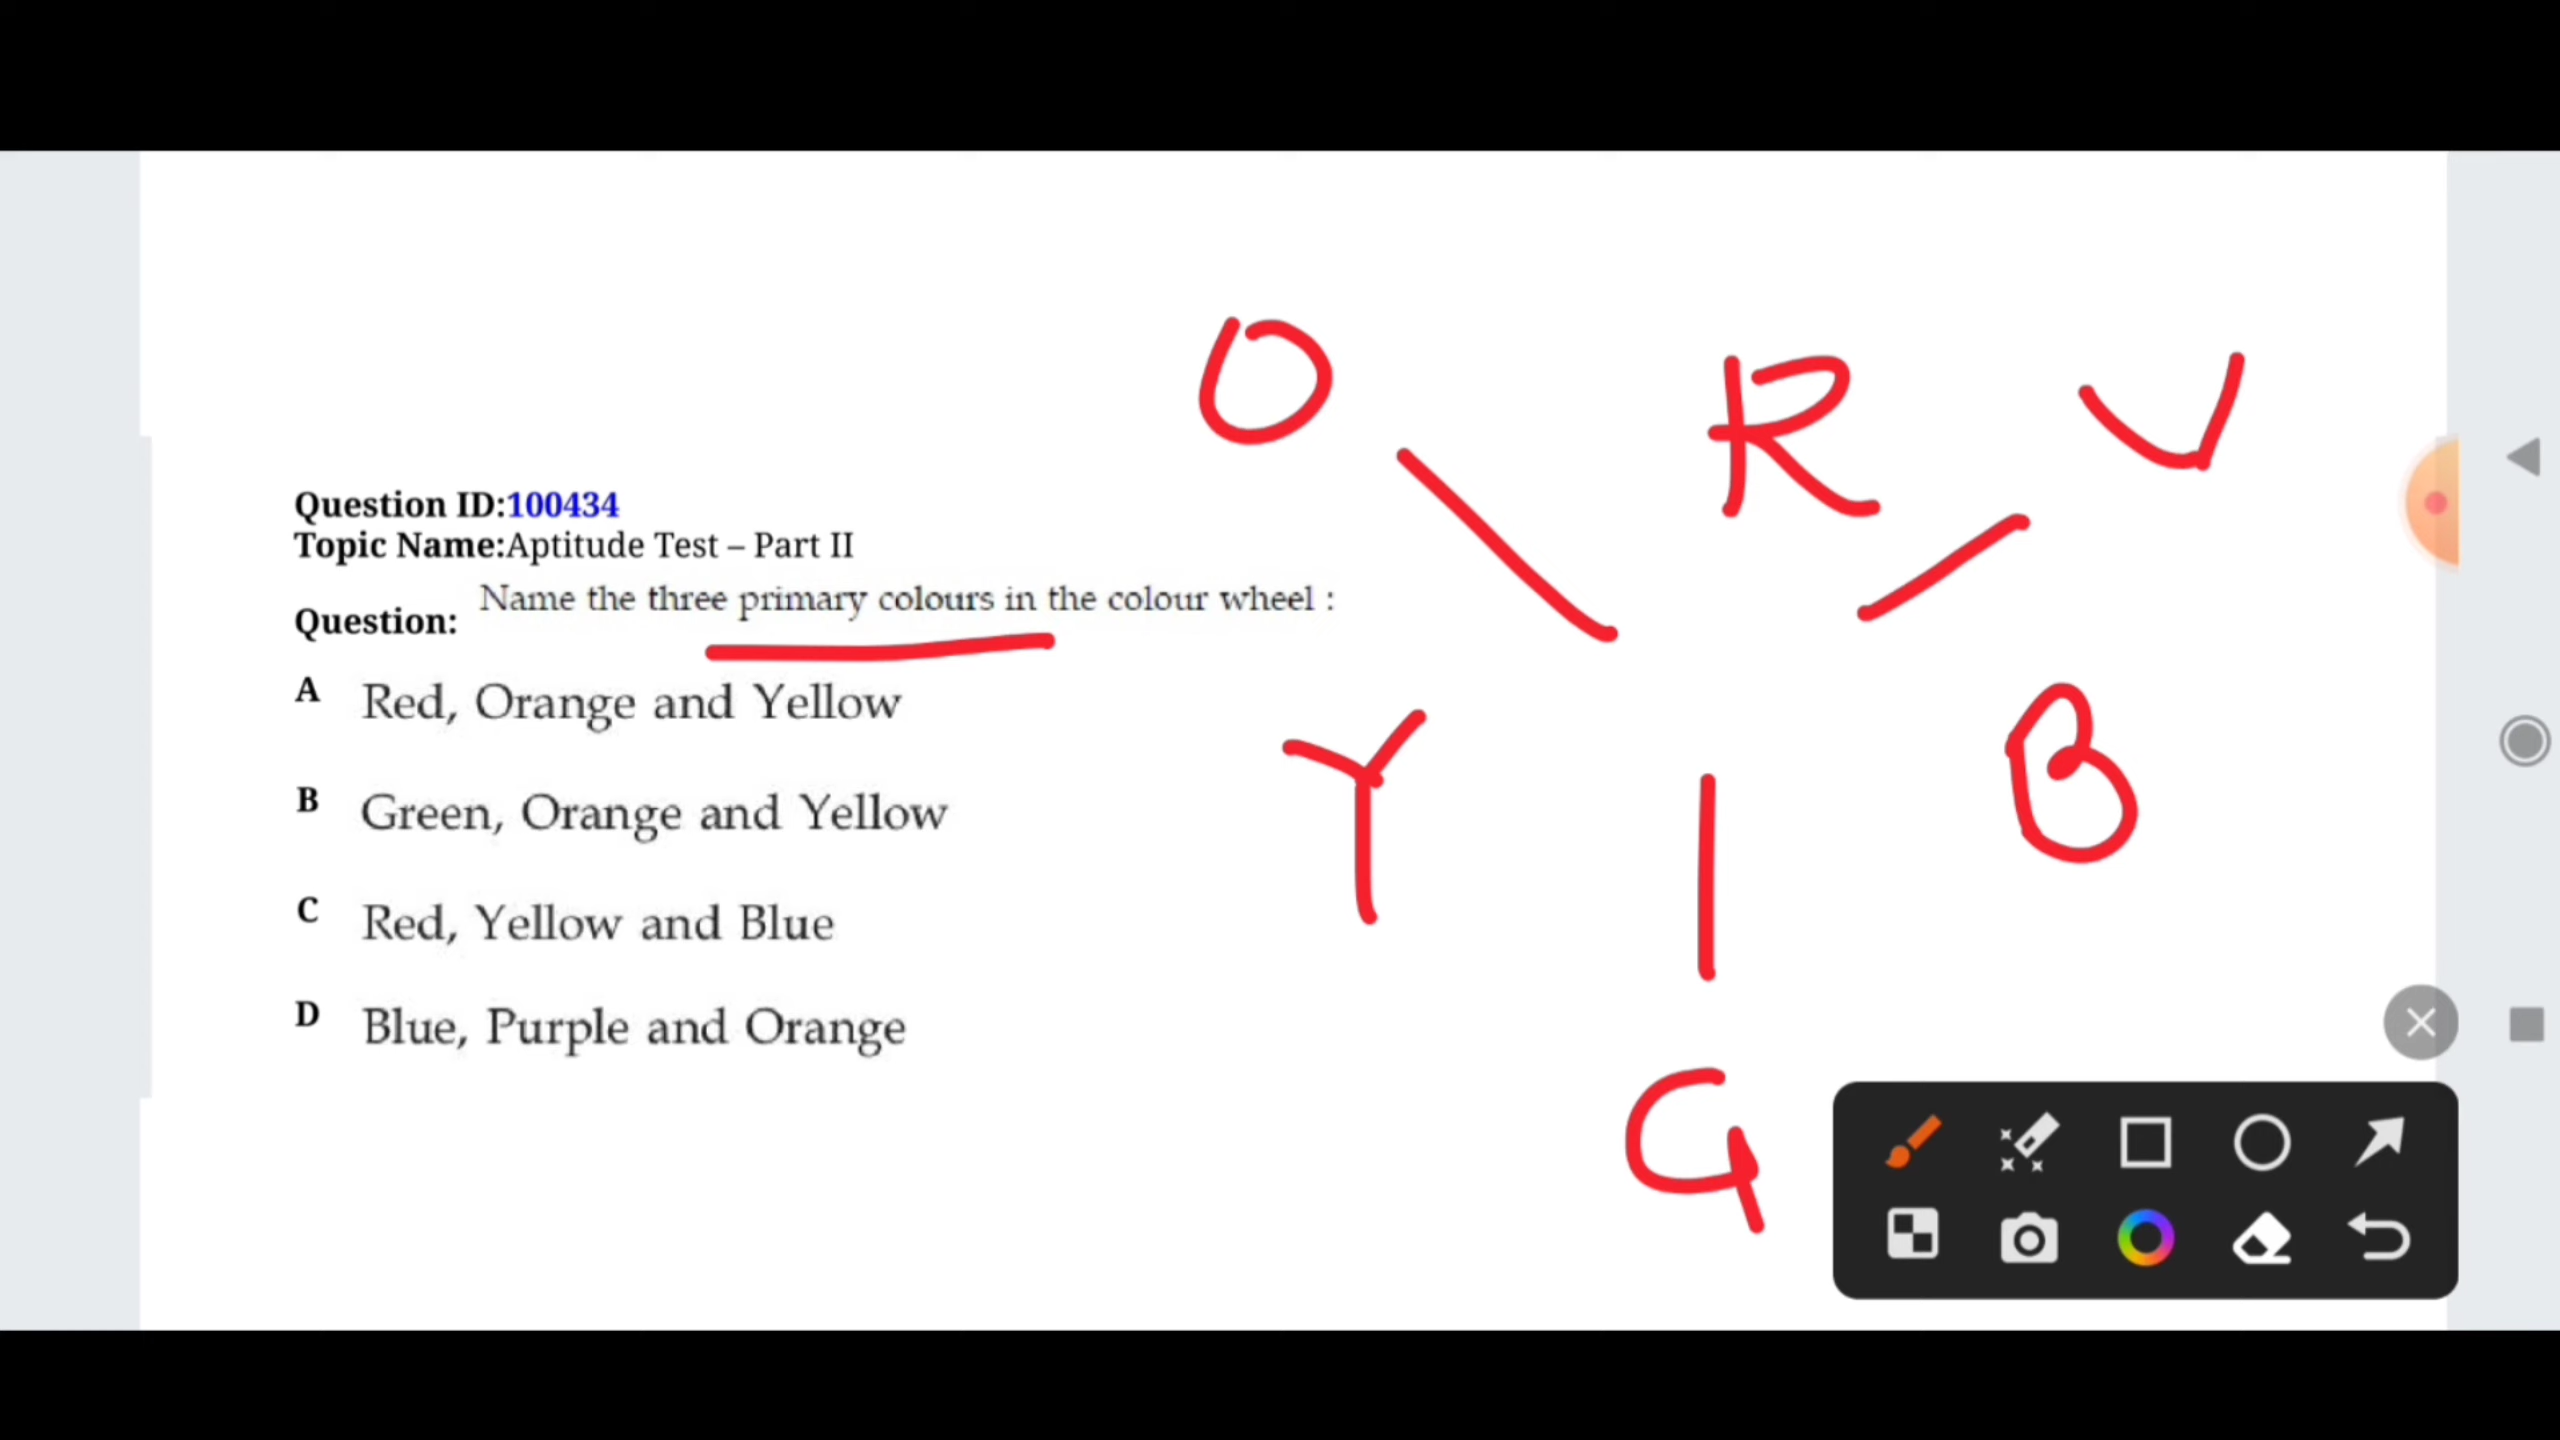 O R V
Question ID:100434
Topic Name:Aptitude Test – Part II
Question: Name the three primary colours in the colour wheel :
A Red, Orange and Yellow
Y B
B Green, Orange and Yellow
C Red, Yellow and Blue
D Blue, Purple and Orange
G